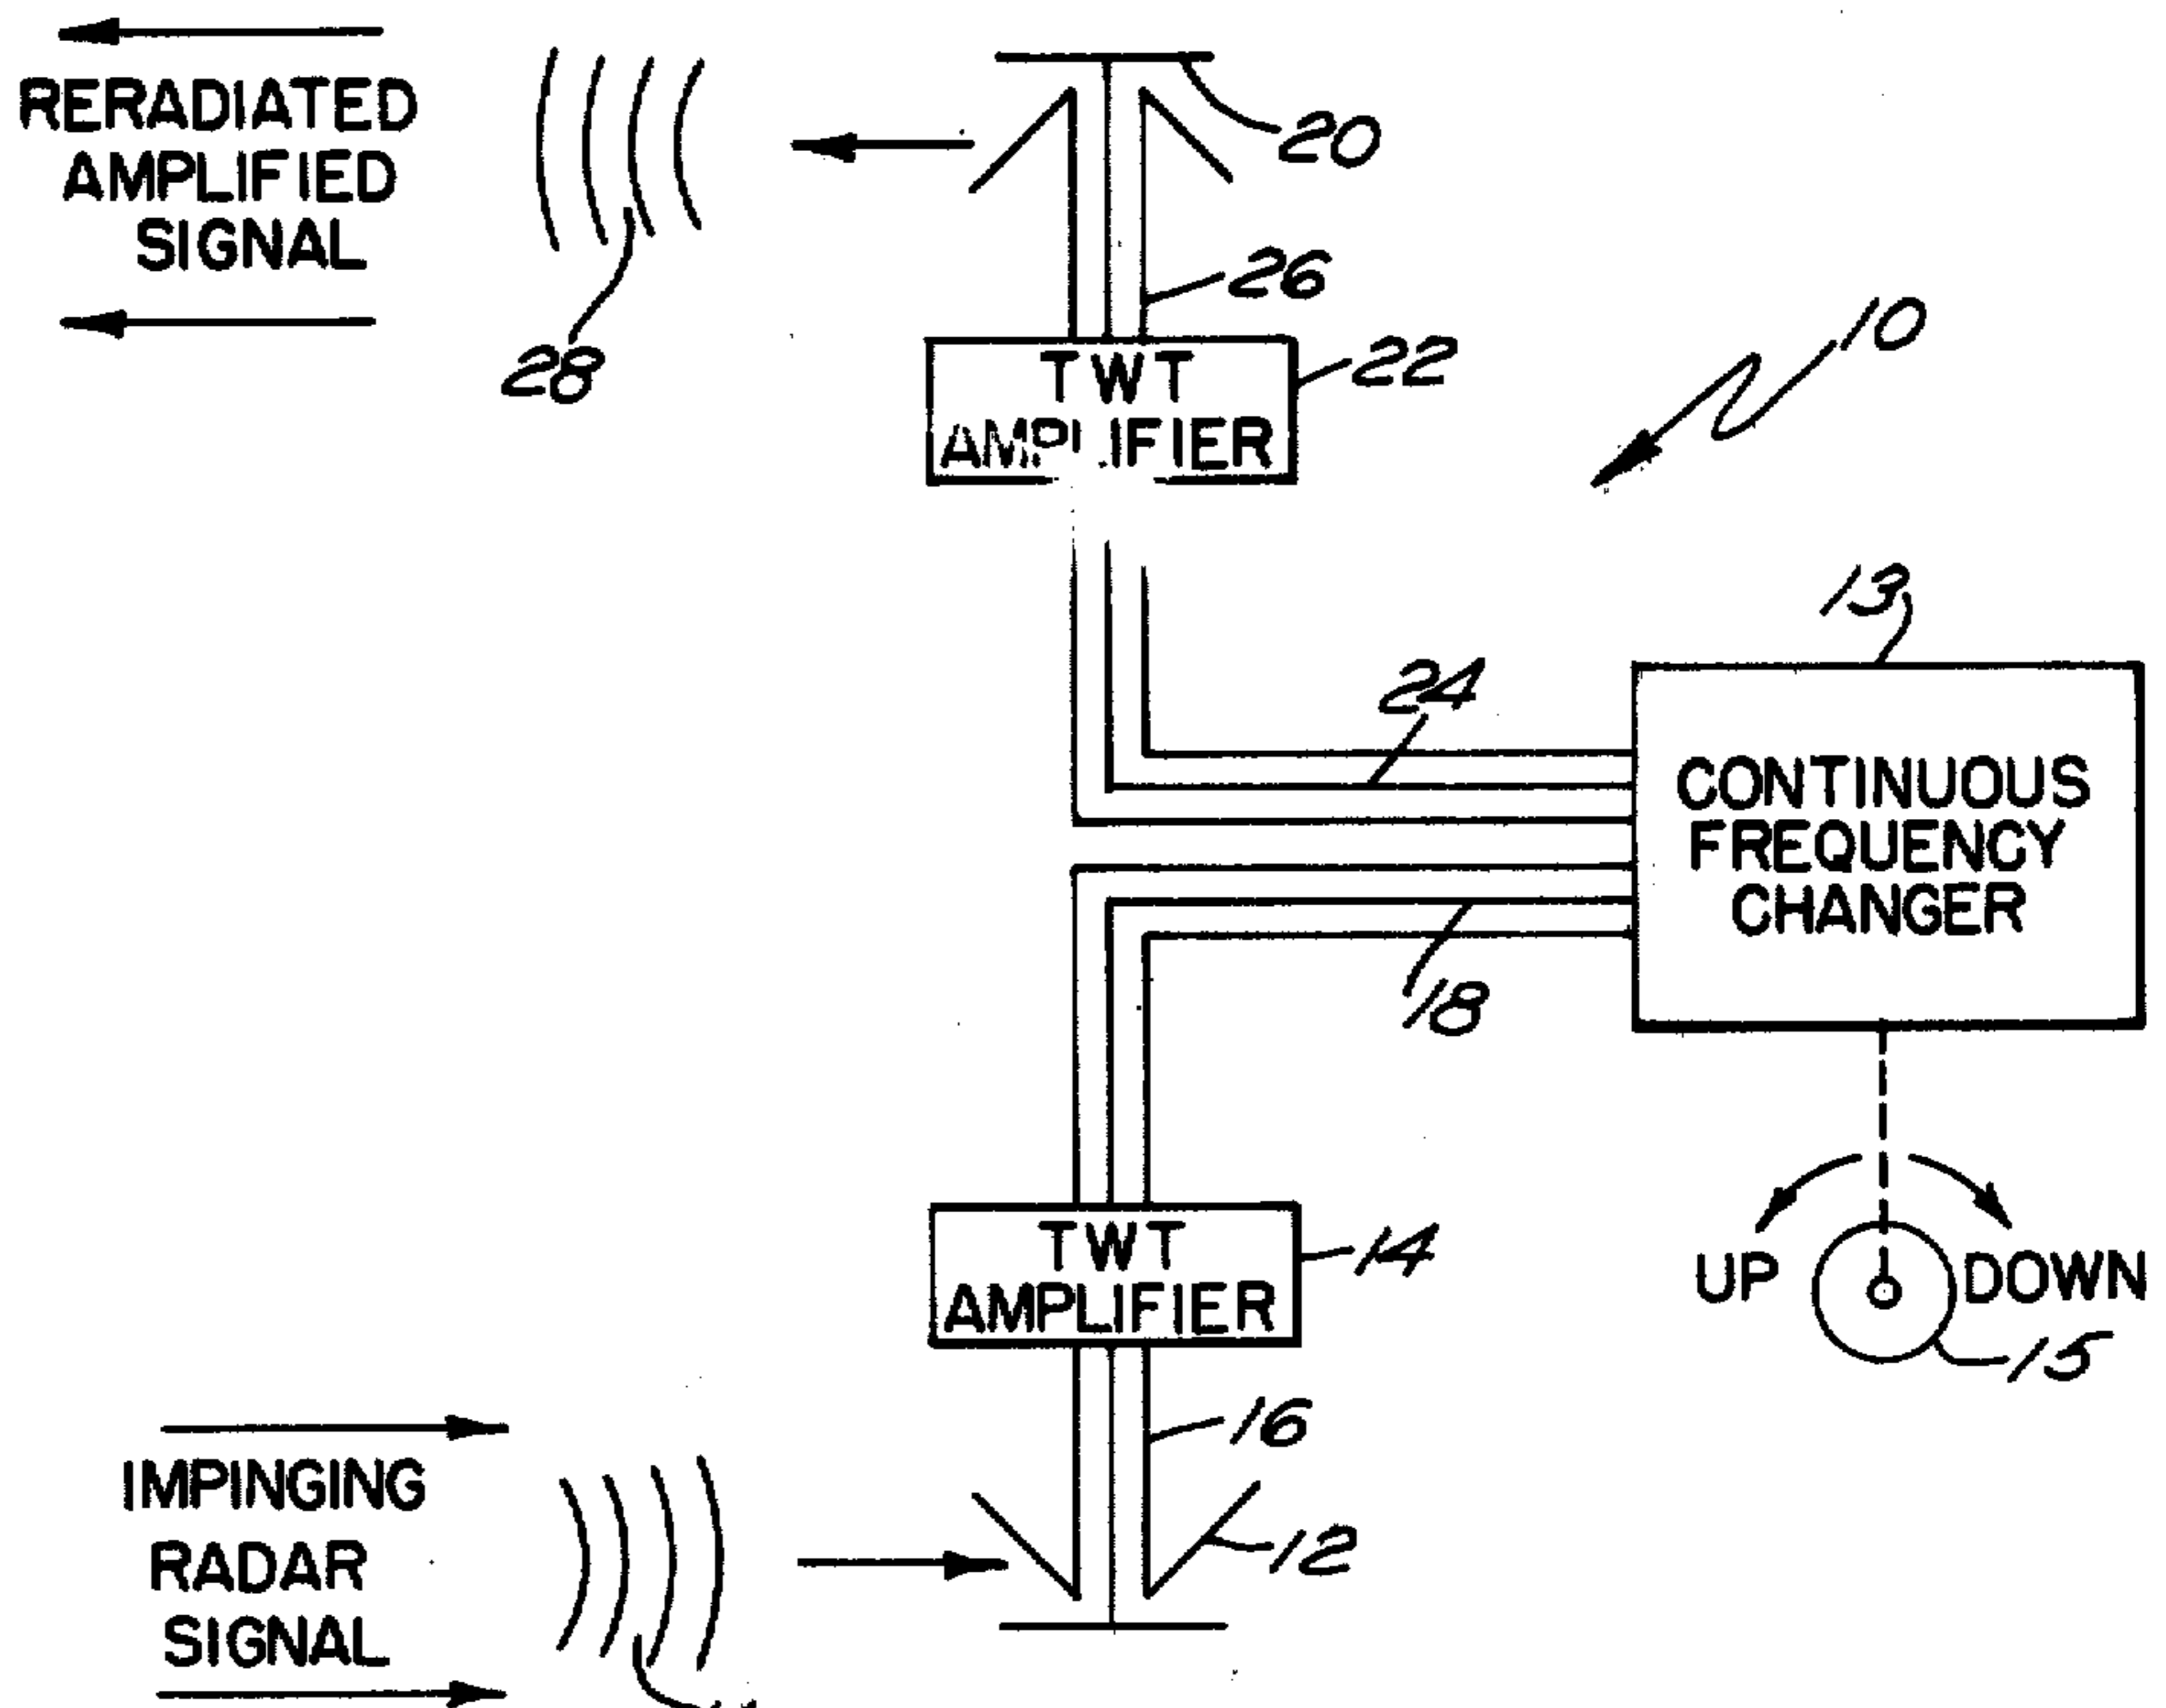 RERADIATED
AMPLIFIED
SIGNAL
20
26
28
TWT
AMPLIFIER
22
10
13
24
CONTINUOUS
FREQUENCY
CHANGER
18
TWT
AMPLIFIER
14
UP
DOWN
15
16
IMPINGING
RADAR
SIGNAL
12